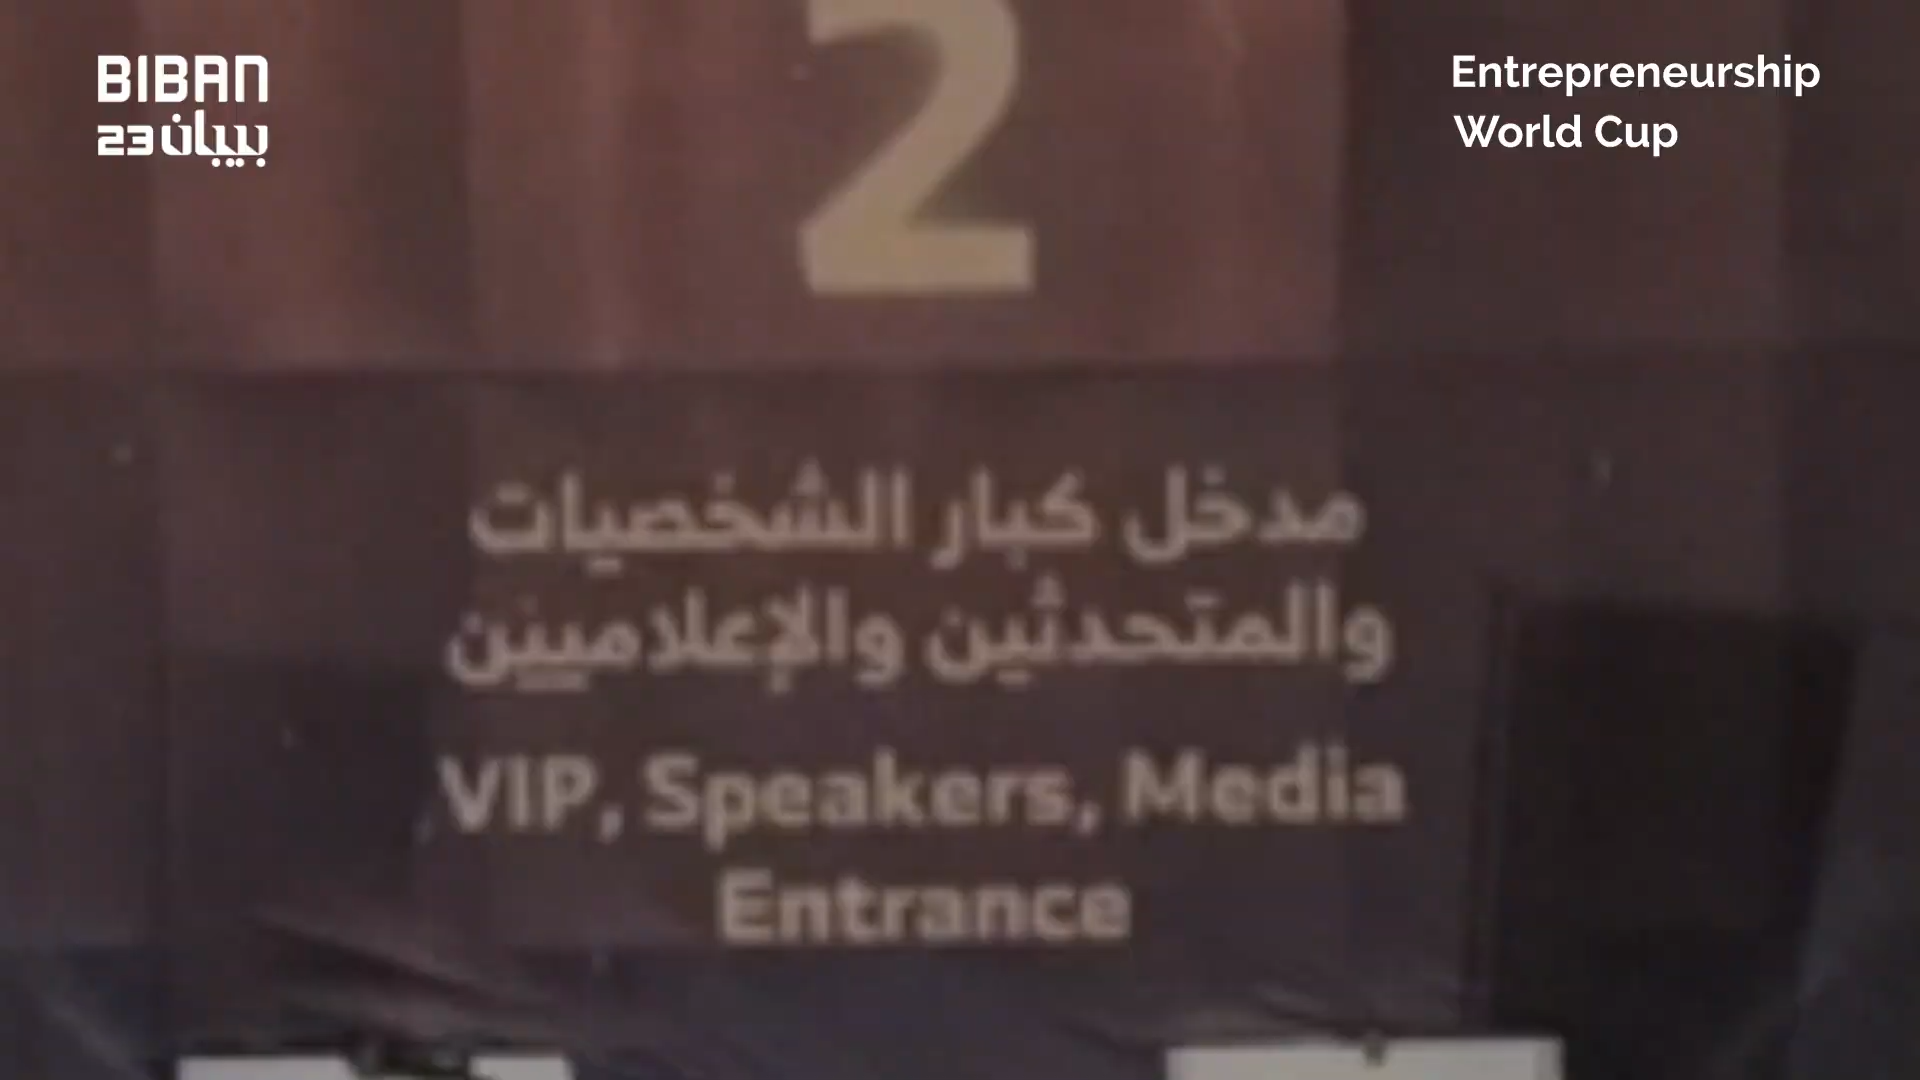 BIBAN
بيبان 23
Entrepreneurship
World Cup
2
مدخل كبار الشخصيات
والمتحدثين والإعلاميين
VIP, Speakers, Media
Entrance